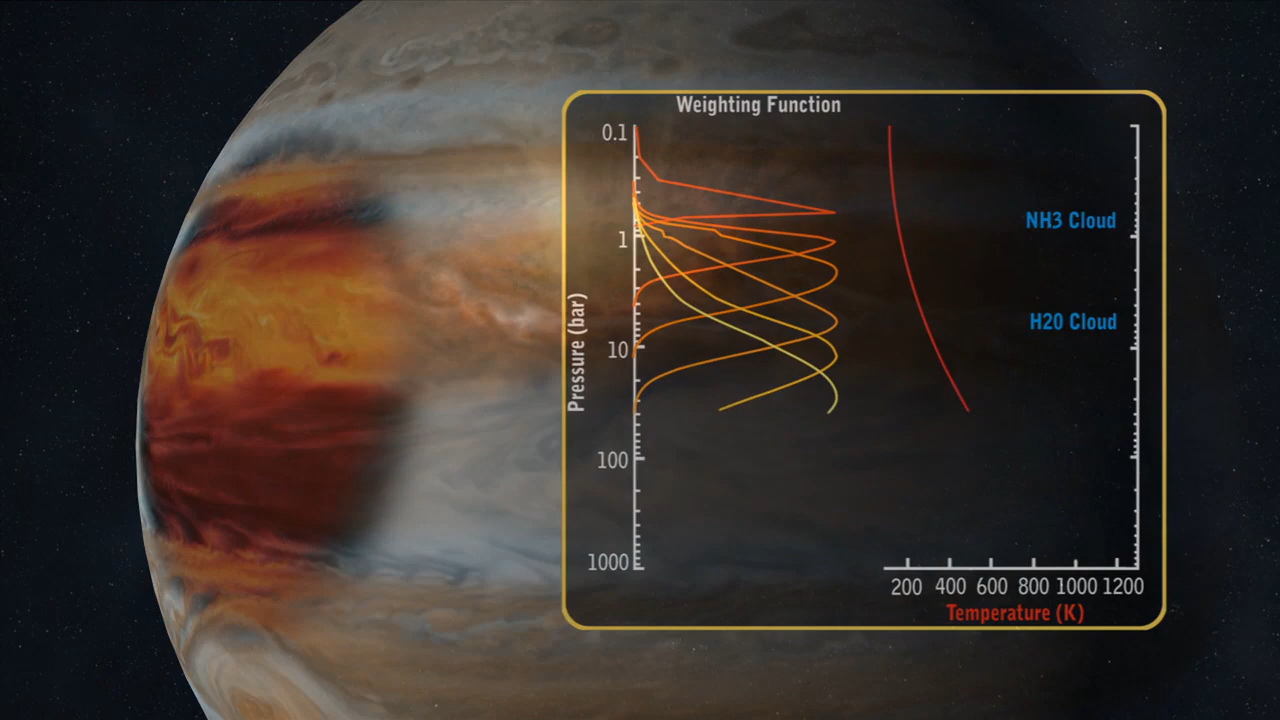 Weighting Function
0.1
1
10
100
1000
Pressure (bar)
NH3 Cloud
H20 Cloud
200 400 600 800 1000 1200
Temperature (K)